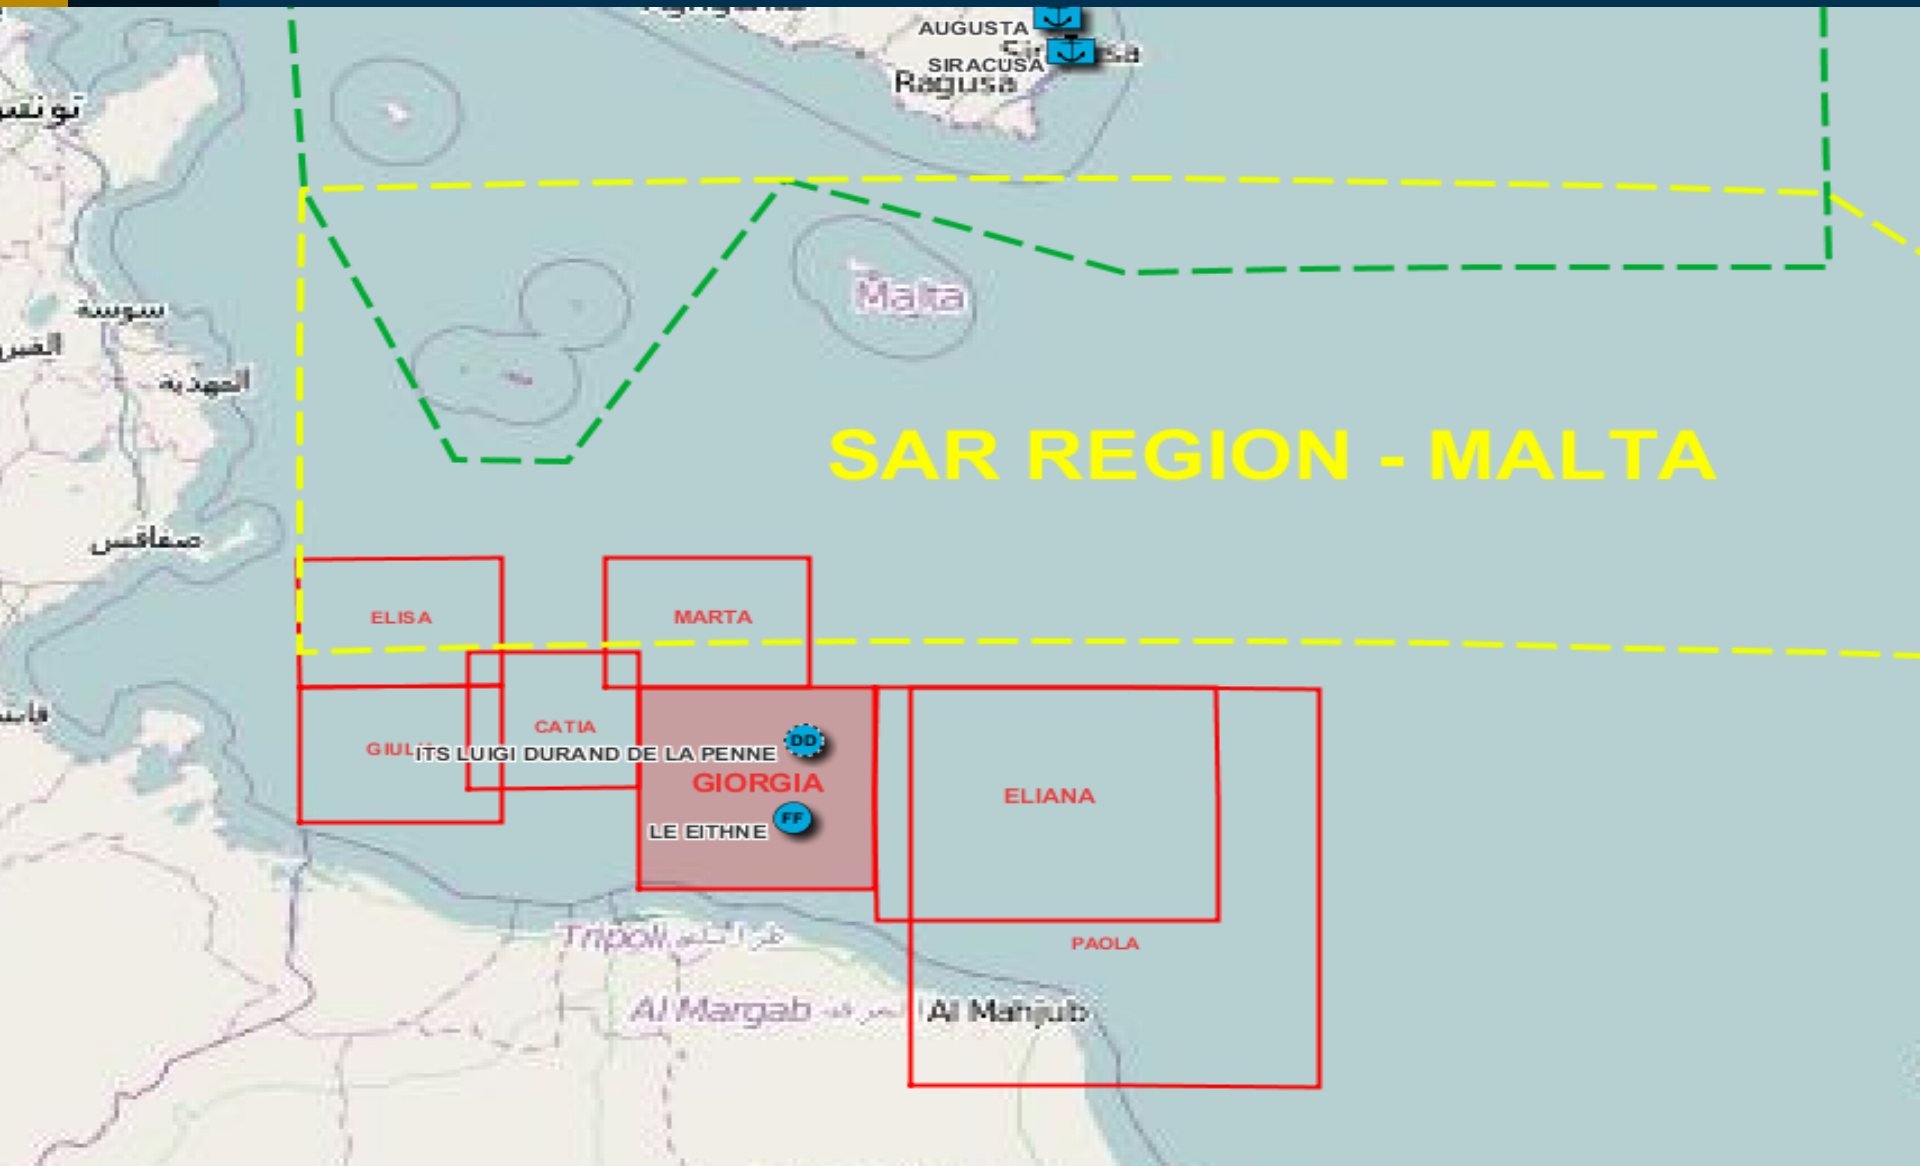 AUGUSTA
SIRACUSA
Ragusa
Malta
سوسة
المهدية
صفاقس
SAR REGION - MALTA
ELISA
MARTA
CATIA
ITS LUIGI DURAND DE LA PENNE
DD
GIORGIA
ELIANA
FF
LE EITHNE
PAOLA
Tripoli
Al Margab
Al Mahjub